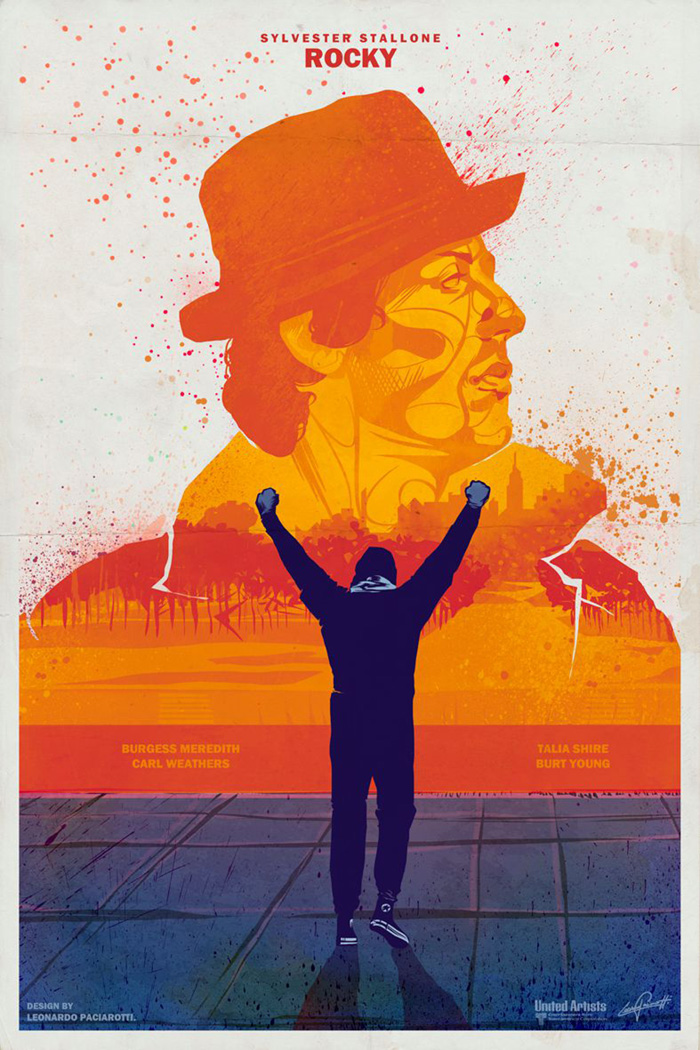 SYLVESTER STALLONE
ROCKY
BURGESS MEREDITH
CARL WEATHERS
TALIA SHIRE
BURT YOUNG
DESIGN BY
LEONARDO PACIAROTTI.
United Artists